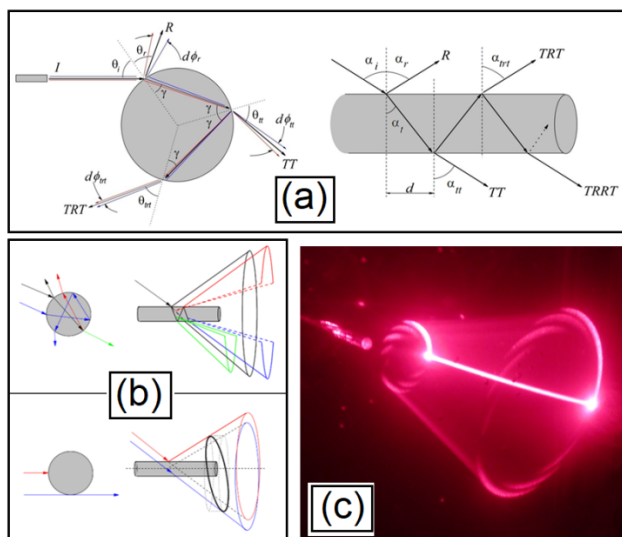 θᵣ R
θᵢ dϕᵣ
I
γ
γ θₜₜ
γ dϕₜₜ
γ
dϕₜᵣₜ TT
TRT θₜᵣₜ
αᵢ αᵣ R αₜᵣₜ TRT
αₜ
d αₜₜ TT TRRT
(a)
(b)
(c)